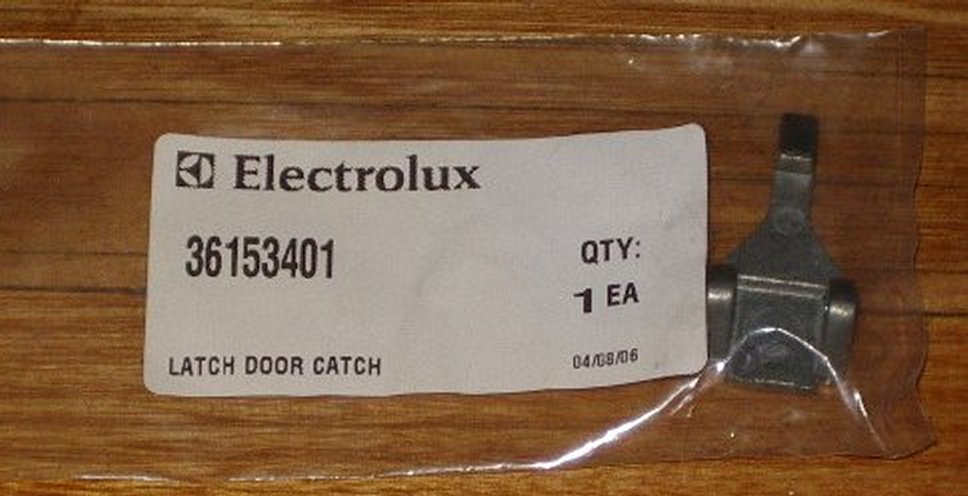 Electrolux
36153401
QTY:
1 EA
LATCH DOOR CATCH
04/08/06